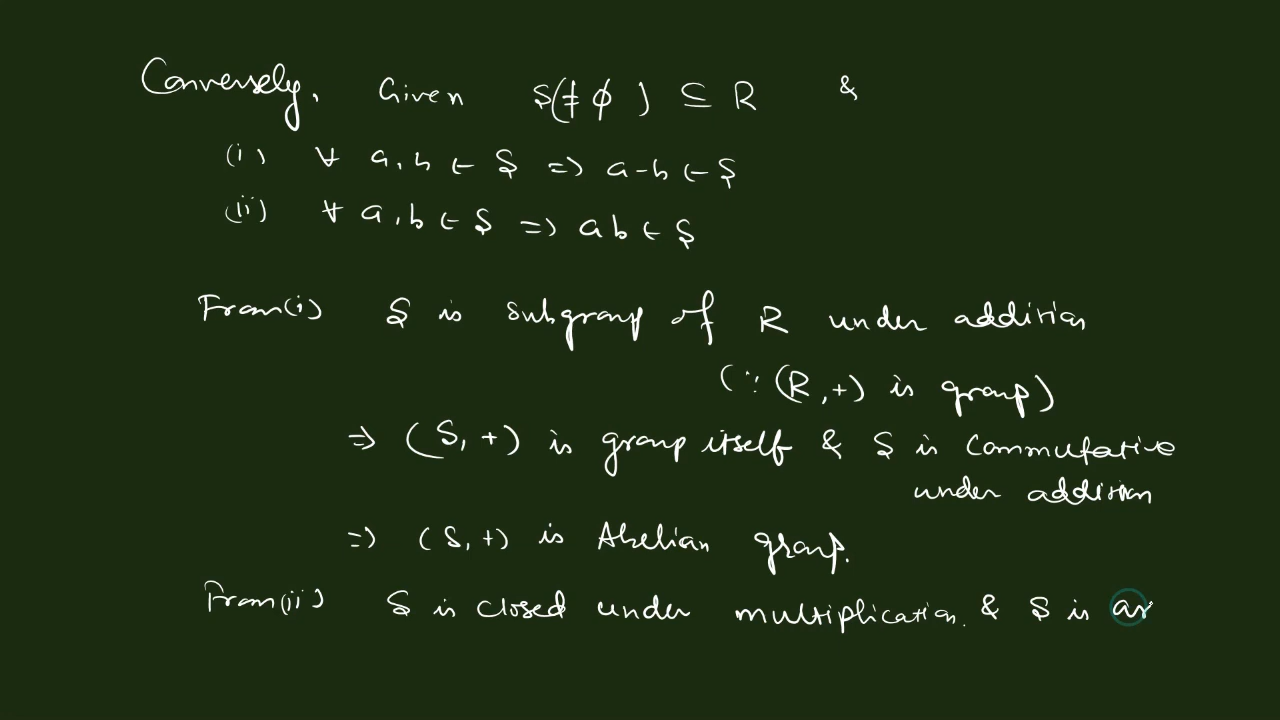 Conversely, Given S(≠ ϕ) ⊆ R &
(i) ∀ a, b ∈ S ⇒ a-b ∈ S
(ii) ∀ a, b ∈ S ⇒ ab ∈ S
From (i) S is subgroup of R under addition
(∵ (R, +) is group)
⇒ (S, +) is group itself & S is commutative
under addition
⇒ (S, +) is Abelian group.
From (ii) S is closed under multiplication. & S is as